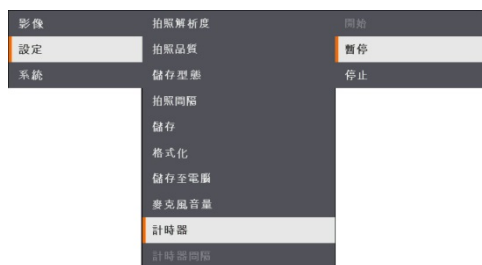 影像
設定
系統
拍照解析度
拍照品質
儲存型態
拍照間隔
儲存
格式化
儲存至電腦
麥克風音量
計時器
計時器間隔
開始
暫停
停止